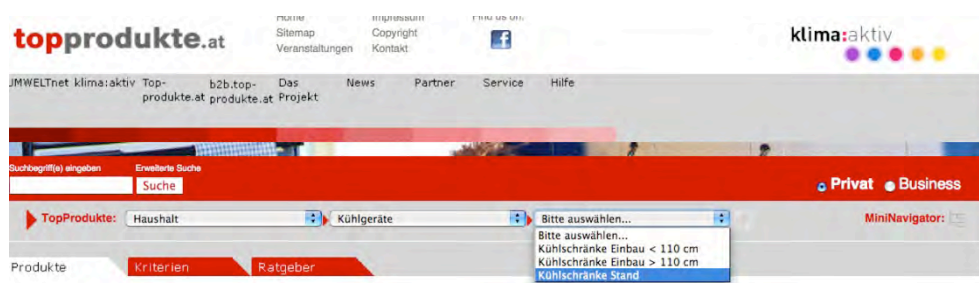 Home Impressum Find us on:
topprodukte.at Sitemap Copyright klima:aktiv
Veranstaltungen Kontakt
UMWELTnet klima:aktiv Top-produkte.at b2b.top-produkte.at Das Projekt News Partner Service Hilfe
Suchbegriff(e) eingeben Erweiterte Suche
Suche Privat Business
TopProdukte: Haushalt Kühlgeräte Bitte auswählen... MiniNavigator:
Bitte auswählen...
Kühlschränke Einbau < 110 cm
Kühlschränke Einbau > 110 cm
Kühlschränke Stand
Produkte Kriterien Ratgeber